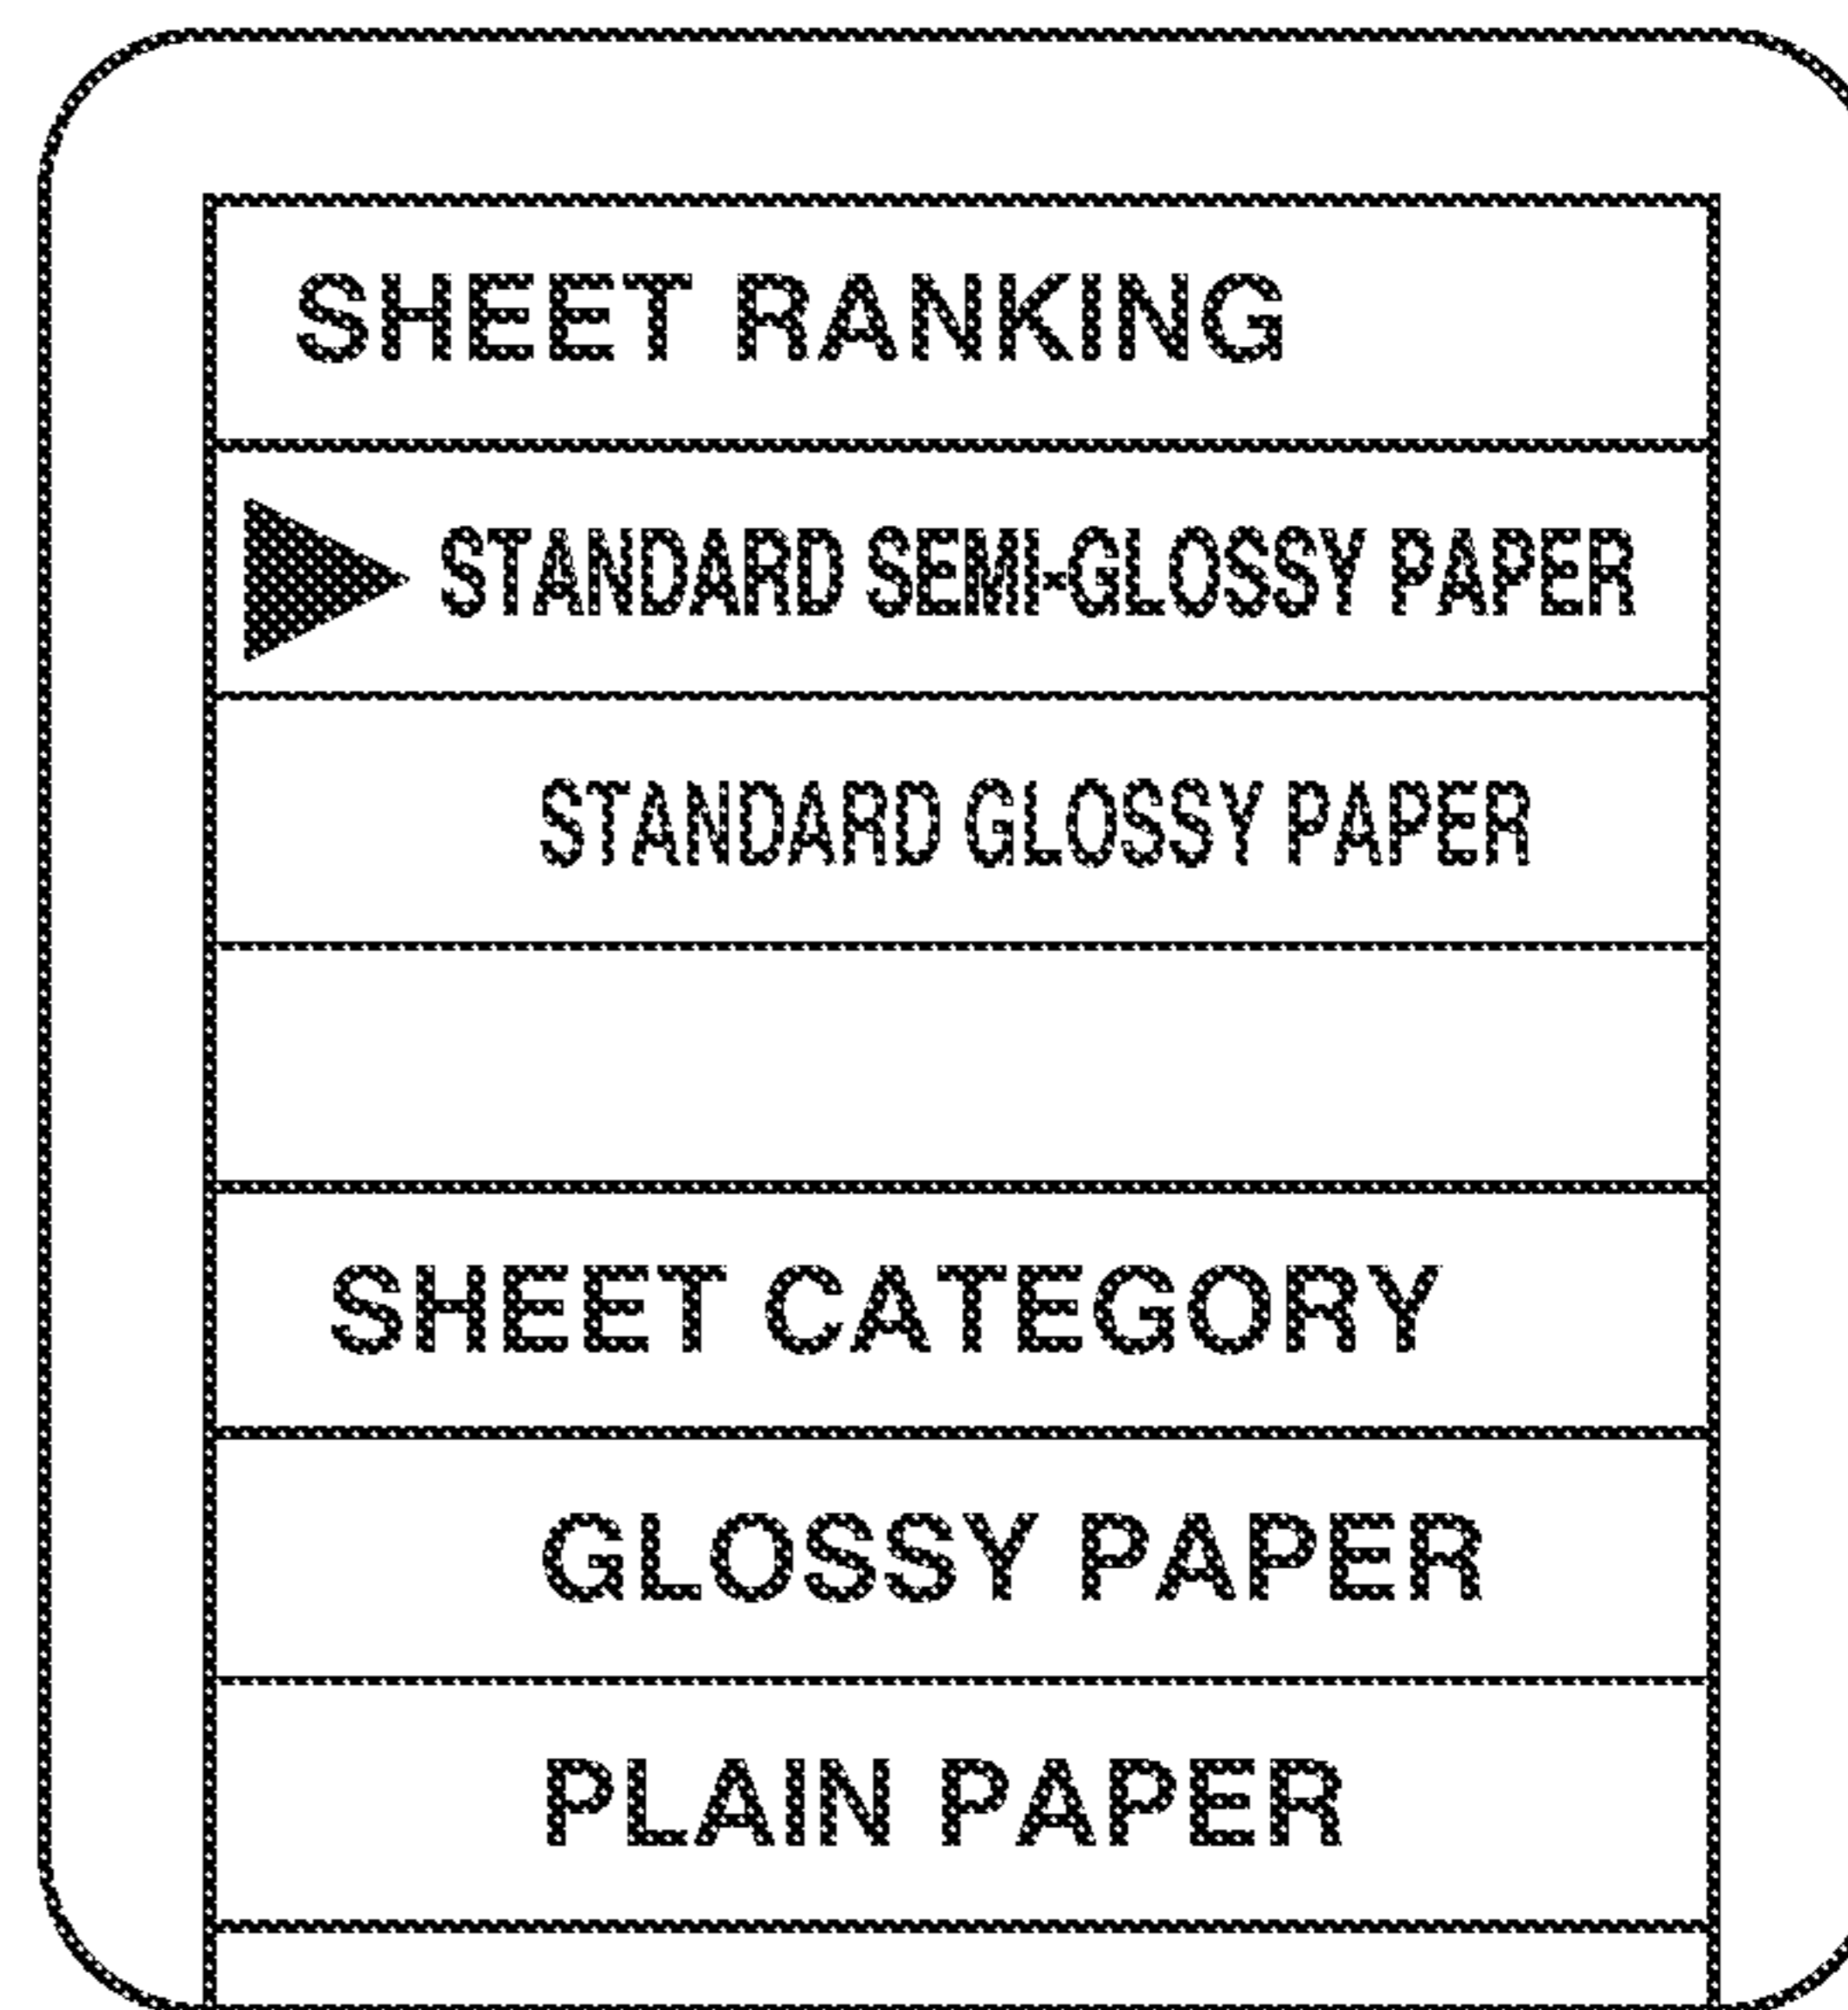 SHEET RANKING
STANDARD SEMI-GLOSSY PAPER
STANDARD GLOSSY PAPER
SHEET CATEGORY
GLOSSY PAPER
PLAIN PAPER